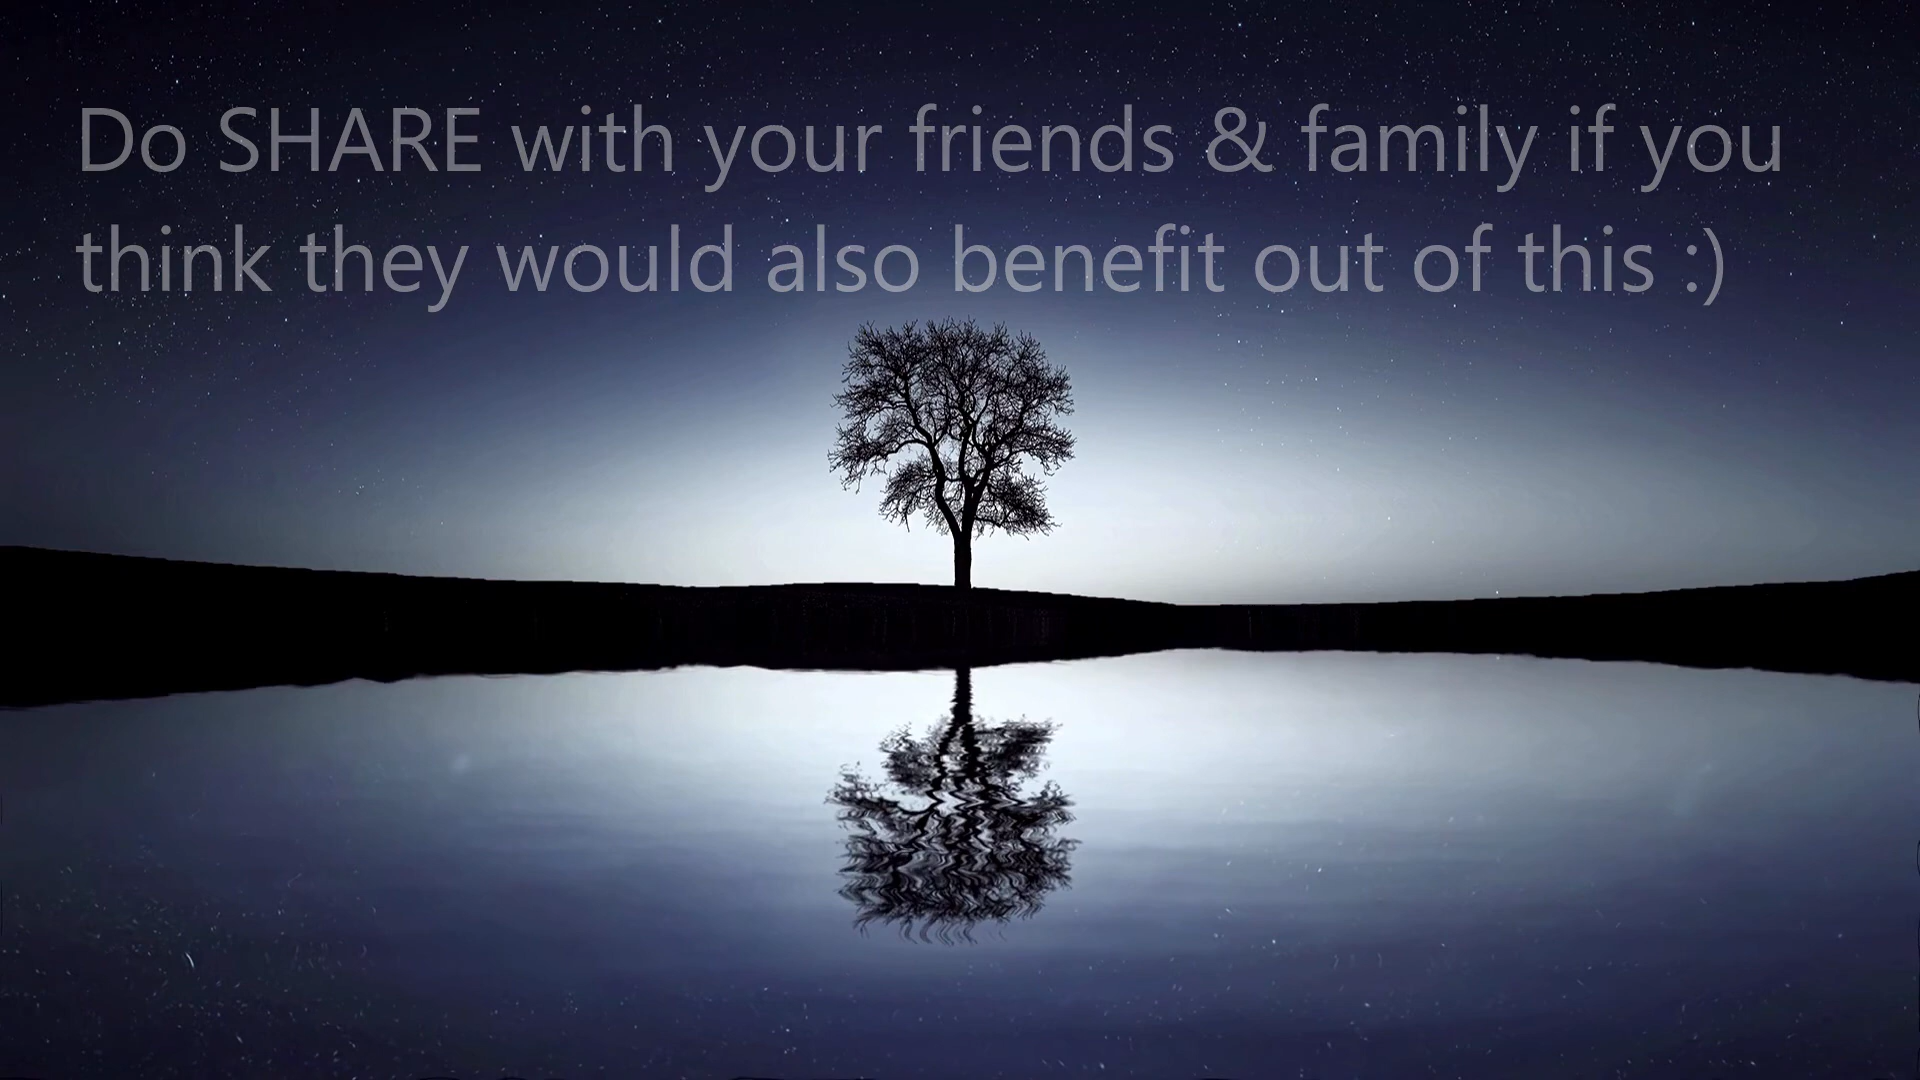 Do SHARE with your friends & family if you
think they would also benefit out of this :)